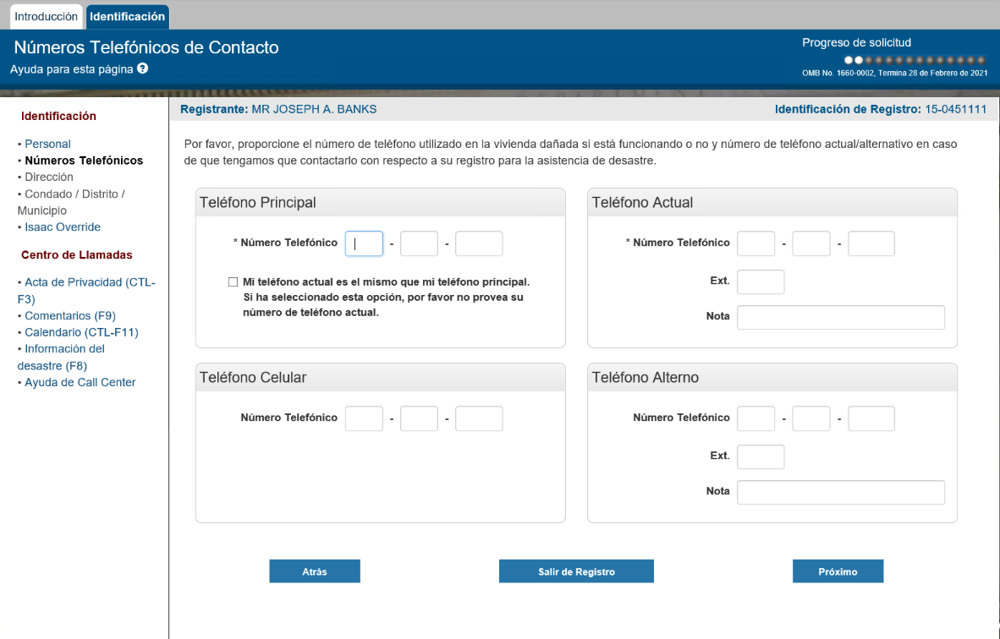 Introducción
Identificación
Números Telefónicos de Contacto
Ayuda para esta página ?
Progreso de solicitud
OMB No. 1660-0002, Termina 28 de Febrero de 2021
Identificación
• Personal
• Números Telefónicos
• Dirección
• Condado / Distrito /
Municipio
• Isaac Override
Centro de Llamadas
• Acta de Privacidad (CTL-
F3)
• Comentarios (F9)
• Calendario (CTL-F11)
• Información del
desastre (F8)
• Ayuda de Call Center
Registrante: MR JOSEPH A. BANKS
Identificación de Registro: 15-0451111
Por favor, proporcione el número de teléfono utilizado en la vivienda dañada si está funcionando o no y número de teléfono actual/alternativo en caso
de que tengamos que contactarlo con respecto a su registro para la asistencia de desastre.
Teléfono Principal
* Número Telefónico - -
Mi teléfono actual es el mismo que mi teléfono principal.
Si ha seleccionado esta opción, por favor no provea su
número de teléfono actual.
Teléfono Actual
* Número Telefónico - -
Ext.
Nota
Teléfono Celular
Número Telefónico - -
Teléfono Alterno
Número Telefónico - -
Ext.
Nota
Atrás
Salir de Registro
Próximo